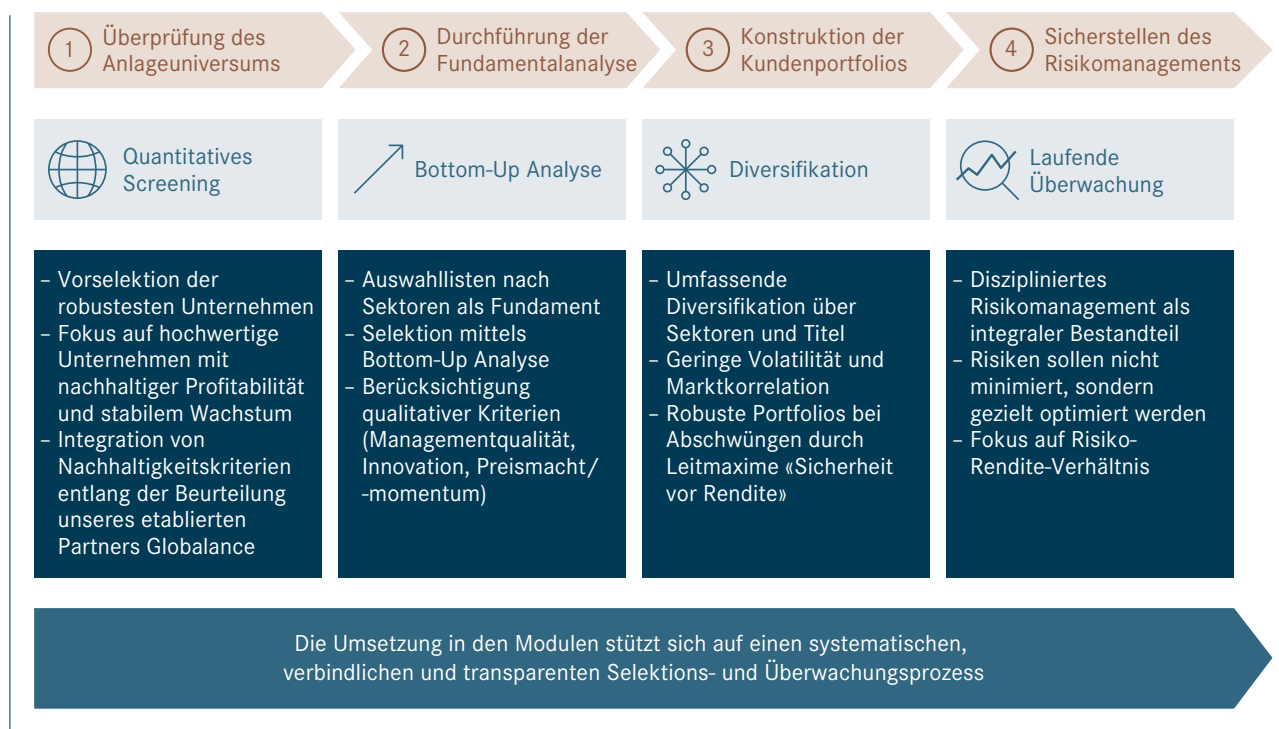 1
Überprüfung des
Anlageuniversums
2
Durchführung der
Fundamentalanalyse
3
Konstruktion der
Kundenportfolios
4
Sicherstellen des
Risikomanagements
Quantitatives
Screening
Bottom-Up Analyse
Diversifikation
Laufende
Überwachung
– Vorselektion der
robustesten Unternehmen
– Fokus auf hochwertige
Unternehmen mit
nachhaltiger Profitabilität
und stabilem Wachstum
– Integration von
Nachhaltigkeitskriterien
entlang der Beurteilung
unseres etablierten
Partners Globalance
– Auswahllisten nach
Sektoren als Fundament
– Selektion mittels
Bottom-Up Analyse
– Berücksichtigung
qualitativer Kriterien
(Managementqualität,
Innovation, Preismacht/
-momentum)
– Umfassende
Diversifikation über
Sektoren und Titel
– Geringe Volatilität und
Marktkorrelation
– Robuste Portfolios bei
Abschwüngen durch
Leitmaxime «Sicherheit
vor Rendite»
– Diszipliniertes
Risikomanagement als
integraler Bestandteil
– Risiken sollen nicht
minimiert, sondern
gezielt optimiert werden
– Fokus auf Risiko-
Rendite-Verhältnis
Die Umsetzung in den Modulen stützt sich auf einen systematischen,
verbindlichen und transparenten Selektions- und Überwachungsprozess